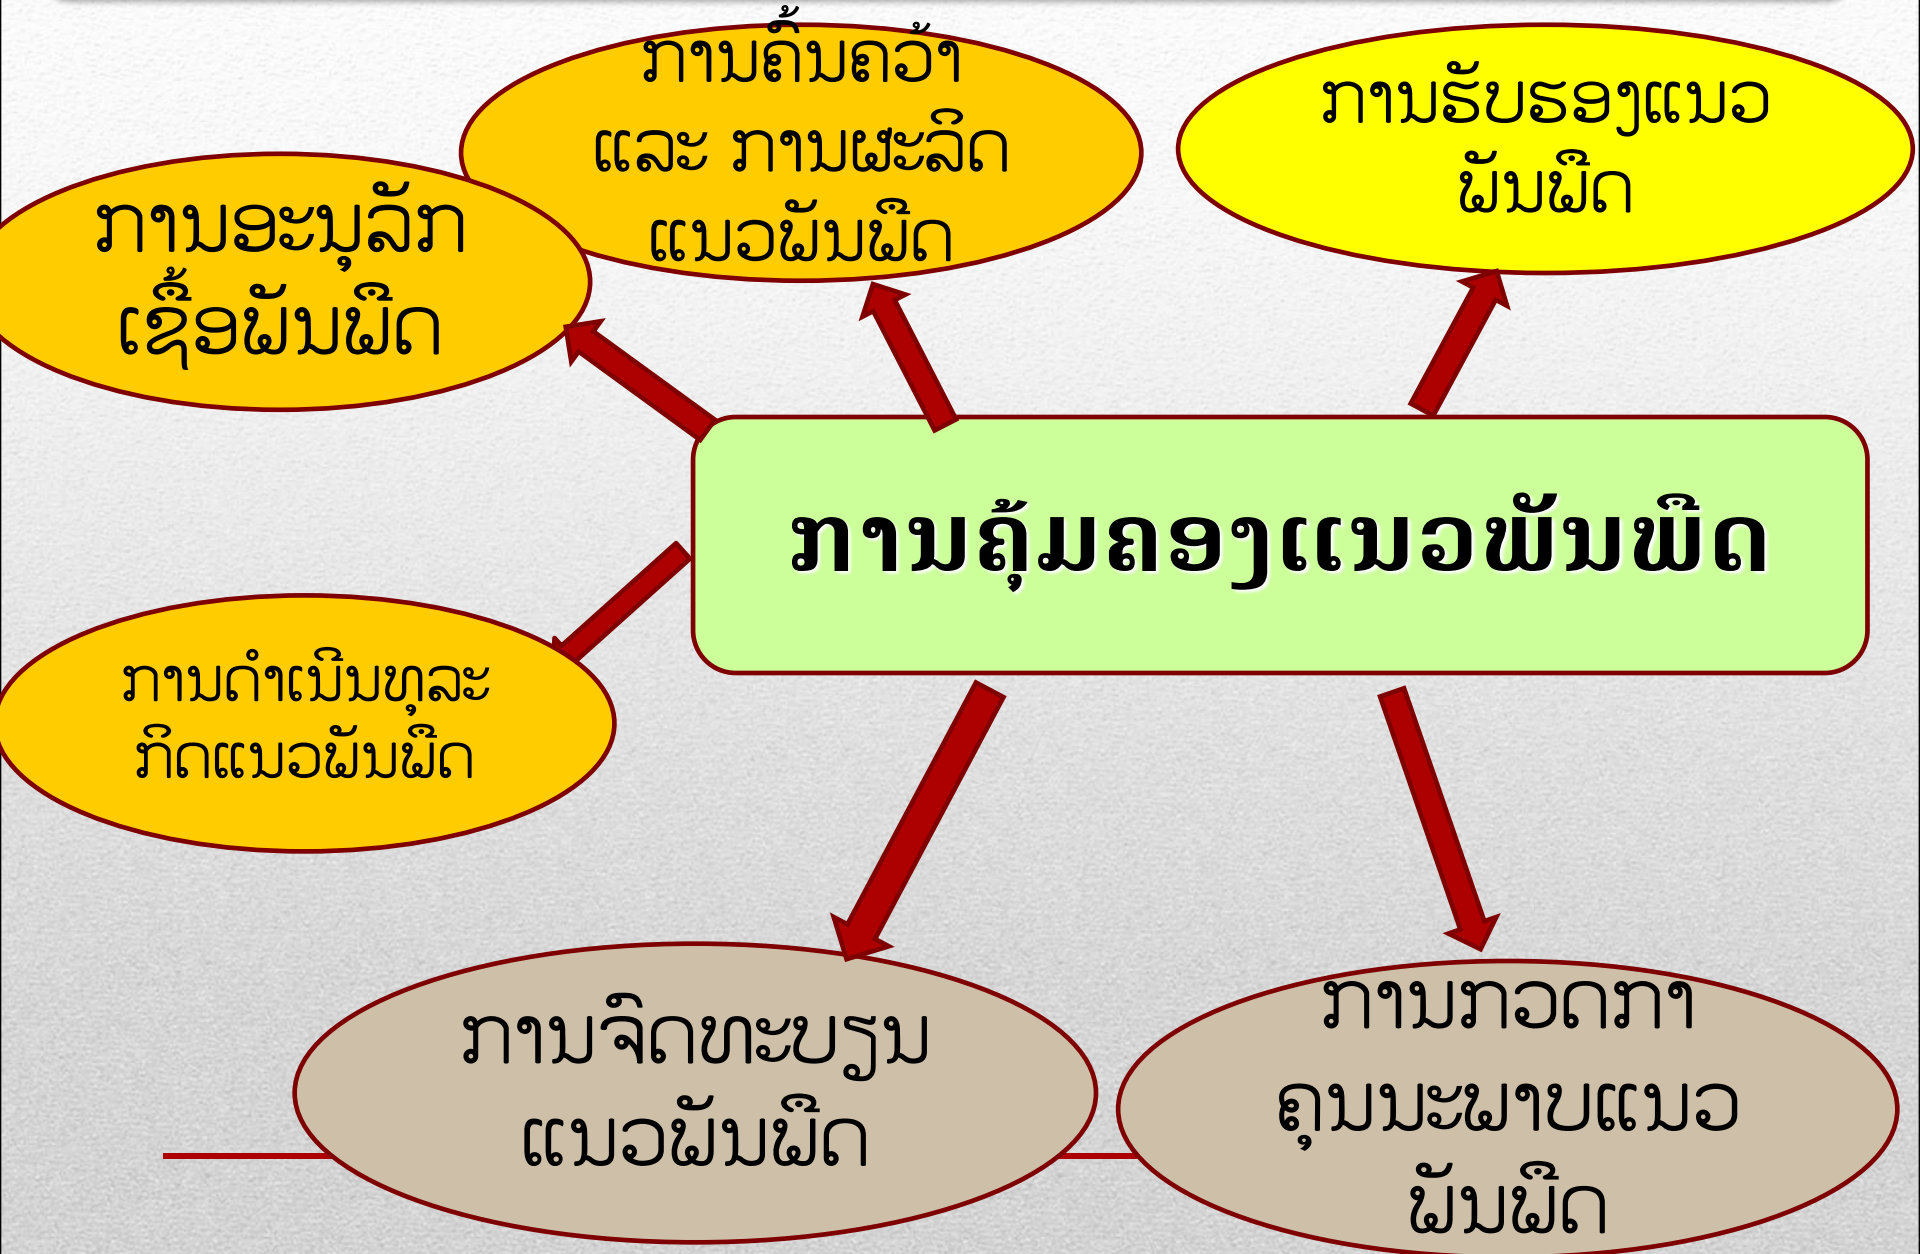 ການຄົ້ນຄວ້າ
ແລະ ການຜະລິດ
ແນວພັນພືດ
ການຮັບຮອງແນວ
ພັນພືດ
ການອະນຸລັກ
ເຊື້ອພັນພືດ
ການຄຸ້ມຄອງແນວພັນພືດ
ການດໍາເນີນທຸລະ
ກິດແນວພັນພືດ
ການຈົດທະບຽນ
ແນວພັນພືດ
ການກວດກາ
ຄຸນນະພາບແນວ
ພັນພືດ